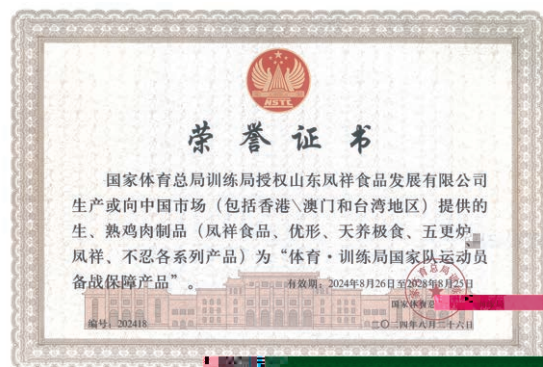 NSTC
荣誉证书
国家体育总局训练局授权山东凤祥食品发展有限公司
生产或向中国市场（包括香港\澳门和台湾地区）提供的
生、熟鸡肉制品（凤祥食品、优形、天养极食、五更炉、
凤祥、不忍各系列产品）为“体育·训练局国家队运动员
备战保障产品”。
有效期：2024年8月26日至2028年8月25日
国家体育总
编号：202418
二〇二四年八月二十六日